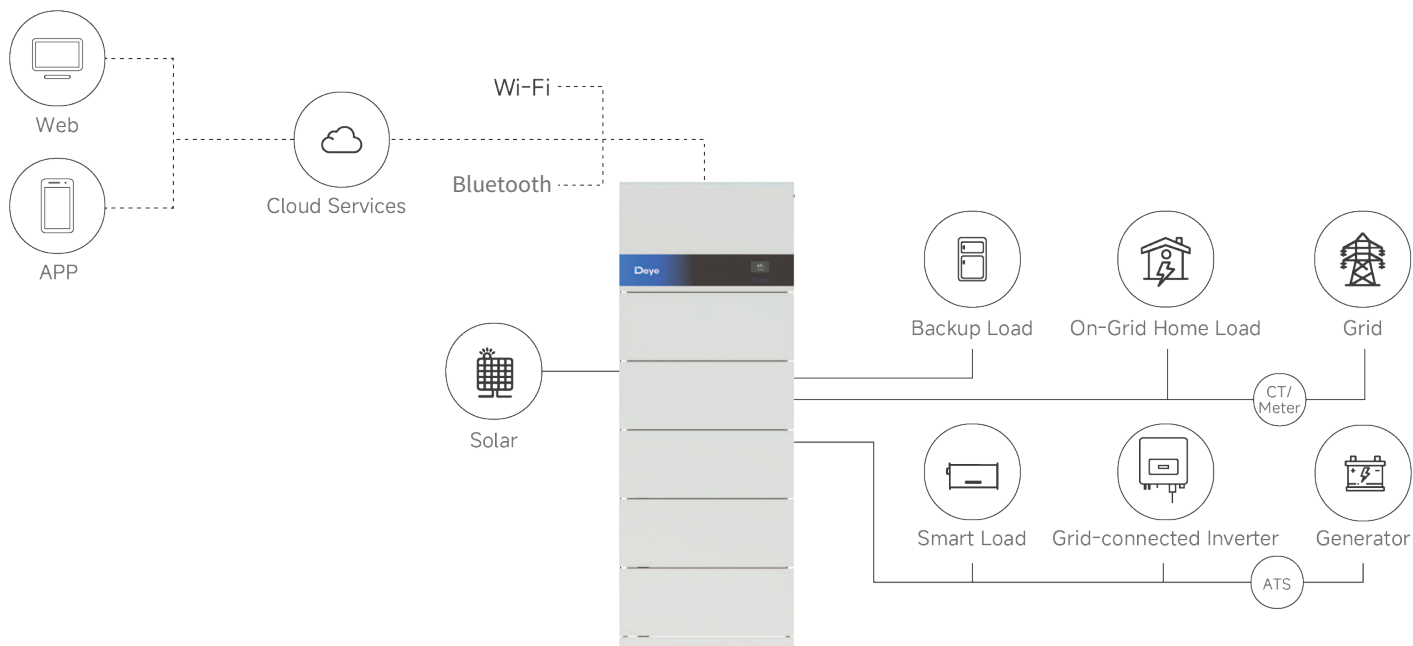 Web
APP
Cloud Services
Wi-Fi
Bluetooth
Deye
Solar
Backup Load
On-Grid Home Load
Grid
CT/
Meter
Smart Load
Grid-connected Inverter
Generator
ATS